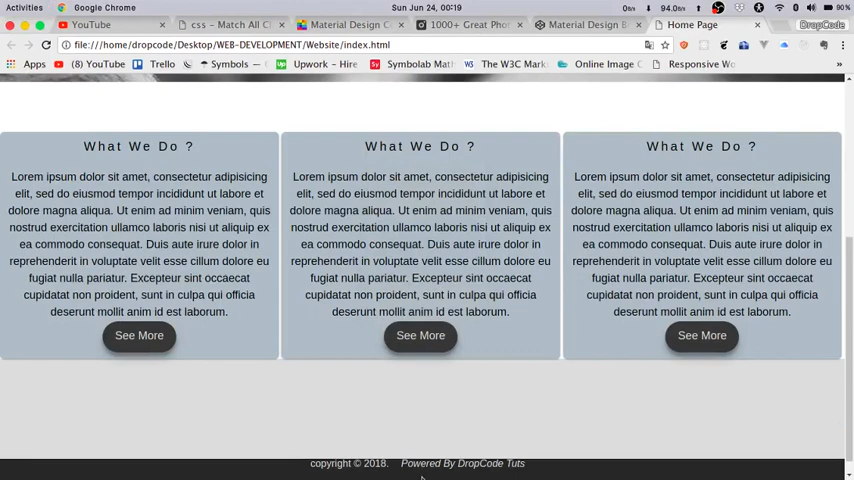 Activities Google Chrome Sun Jun 24, 00:19 0↑/s 94.0↑/s 90%
YouTube × css - Match All C × Material Design C × 1000+ Great Phot × Material Design B × Home Page × DropCode
file:///home/dropcode/Desktop/WEB-DEVELOPMENT/Website/index.html
Apps (8) YouTube Trello Symbols — Upwork - Hire Symbolab Mat The W3C Mark Online Image C Responsive Wo
What We Do ? What We Do ? What We Do ?
Lorem ipsum dolor sit amet, consectetur adipisicing
elit, sed do eiusmod tempor incididunt ut labore et
dolore magna aliqua. Ut enim ad minim veniam, quis
nostrud exercitation ullamco laboris nisi ut aliquip ex
ea commodo consequat. Duis aute irure dolor in
reprehenderit in voluptate velit esse cillum dolore eu
fugiat nulla pariatur. Excepteur sint occaecat
cupidatat non proident, sunt in culpa qui officia
deserunt mollit anim id est laborum.
See More
Lorem ipsum dolor sit amet, consectetur adipisicing
elit, sed do eiusmod tempor incididunt ut labore et
dolore magna aliqua. Ut enim ad minim veniam, quis
nostrud exercitation ullamco laboris nisi ut aliquip ex
ea commodo consequat. Duis aute irure dolor in
reprehenderit in voluptate velit esse cillum dolore eu
fugiat nulla pariatur. Excepteur sint occaecat
cupidatat non proident, sunt in culpa qui officia
deserunt mollit anim id est laborum.
See More
Lorem ipsum dolor sit amet, consectetur adipisicing
elit, sed do eiusmod tempor incididunt ut labore et
dolore magna aliqua. Ut enim ad minim veniam, quis
nostrud exercitation ullamco laboris nisi ut aliquip ex
ea commodo consequat. Duis aute irure dolor in
reprehenderit in voluptate velit esse cillum dolore eu
fugiat nulla pariatur. Excepteur sint occaecat
cupidatat non proident, sunt in culpa qui officia
deserunt mollit anim id est laborum.
See More
copyright © 2018. Powered By DropCode Tuts